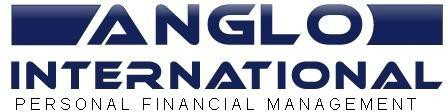 ANGLO
INTERNATIONAL
PERSONAL FINANCIAL MANAGEMENT